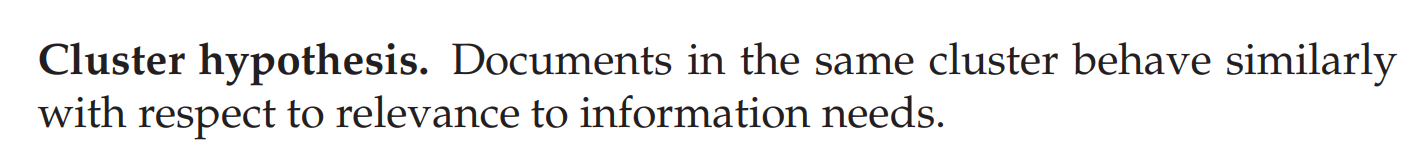 Cluster hypothesis. Documents in the same cluster behave similarly
with respect to relevance to information needs.